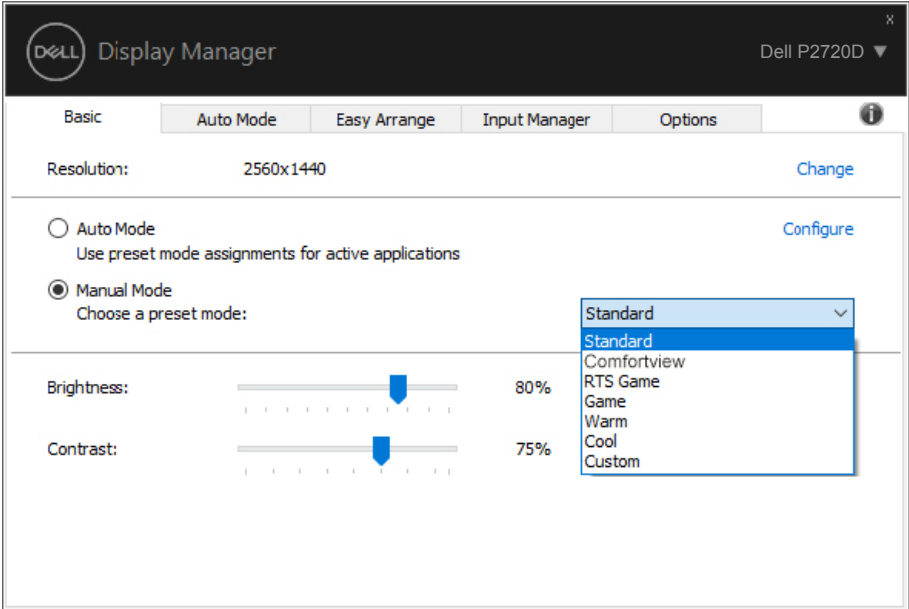 x
DELL Display Manager
Dell P2720D ▼
Basic Auto Mode Easy Arrange Input Manager Options i
Resolution: 2560x1440 Change
Auto Mode Configure
Use preset mode assignments for active applications
Manual Mode
Choose a preset mode: Standard
Standard
Comfortview
RTS Game
Game
Warm
Cool
Custom
Brightness: 80%
Contrast: 75%